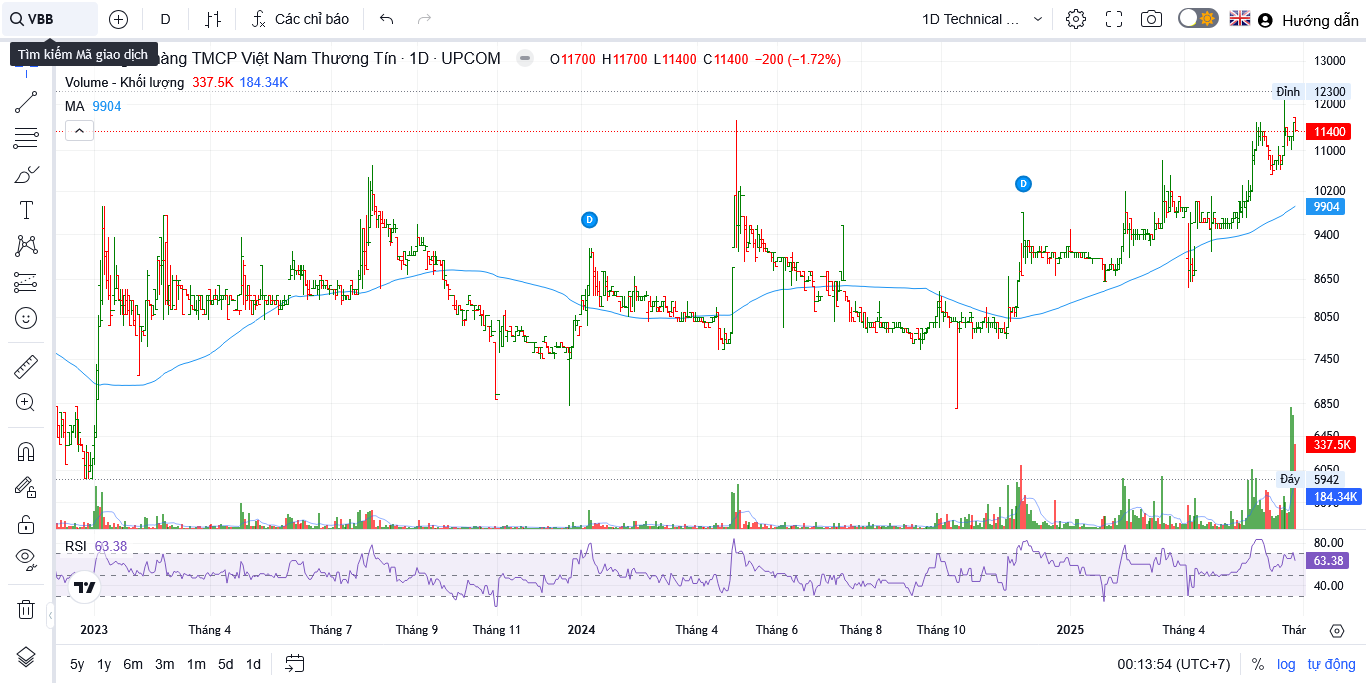 VBB D Các chỉ báo 1D Technical ... Hướng dẫn
Tìm kiếm Mã giao dịch
hàng TMCP Việt Nam Thương Tín · 1D · UPCOM O11700 H11700 L11400 C11400 −200 (−1.72%)
Volume - Khối lượng 337.5K 184.34K
MA 9904
13000
Đỉnh 12300
12000
11400
11000
10200
9904
9400
8650
8050
7450
6850
6450
337.5K
6050
Đáy 5942
184.34K
D
D
RSI 63.38
80.00
63.38
40.00
2023 Tháng 4 Tháng 7 Tháng 9 Tháng 11 2024 Tháng 4 Tháng 6 Tháng 8 Tháng 10 2025 Tháng 4 Thár
5y 1y 6m 3m 1m 5d 1d 00:13:54 (UTC+7) % log tự động